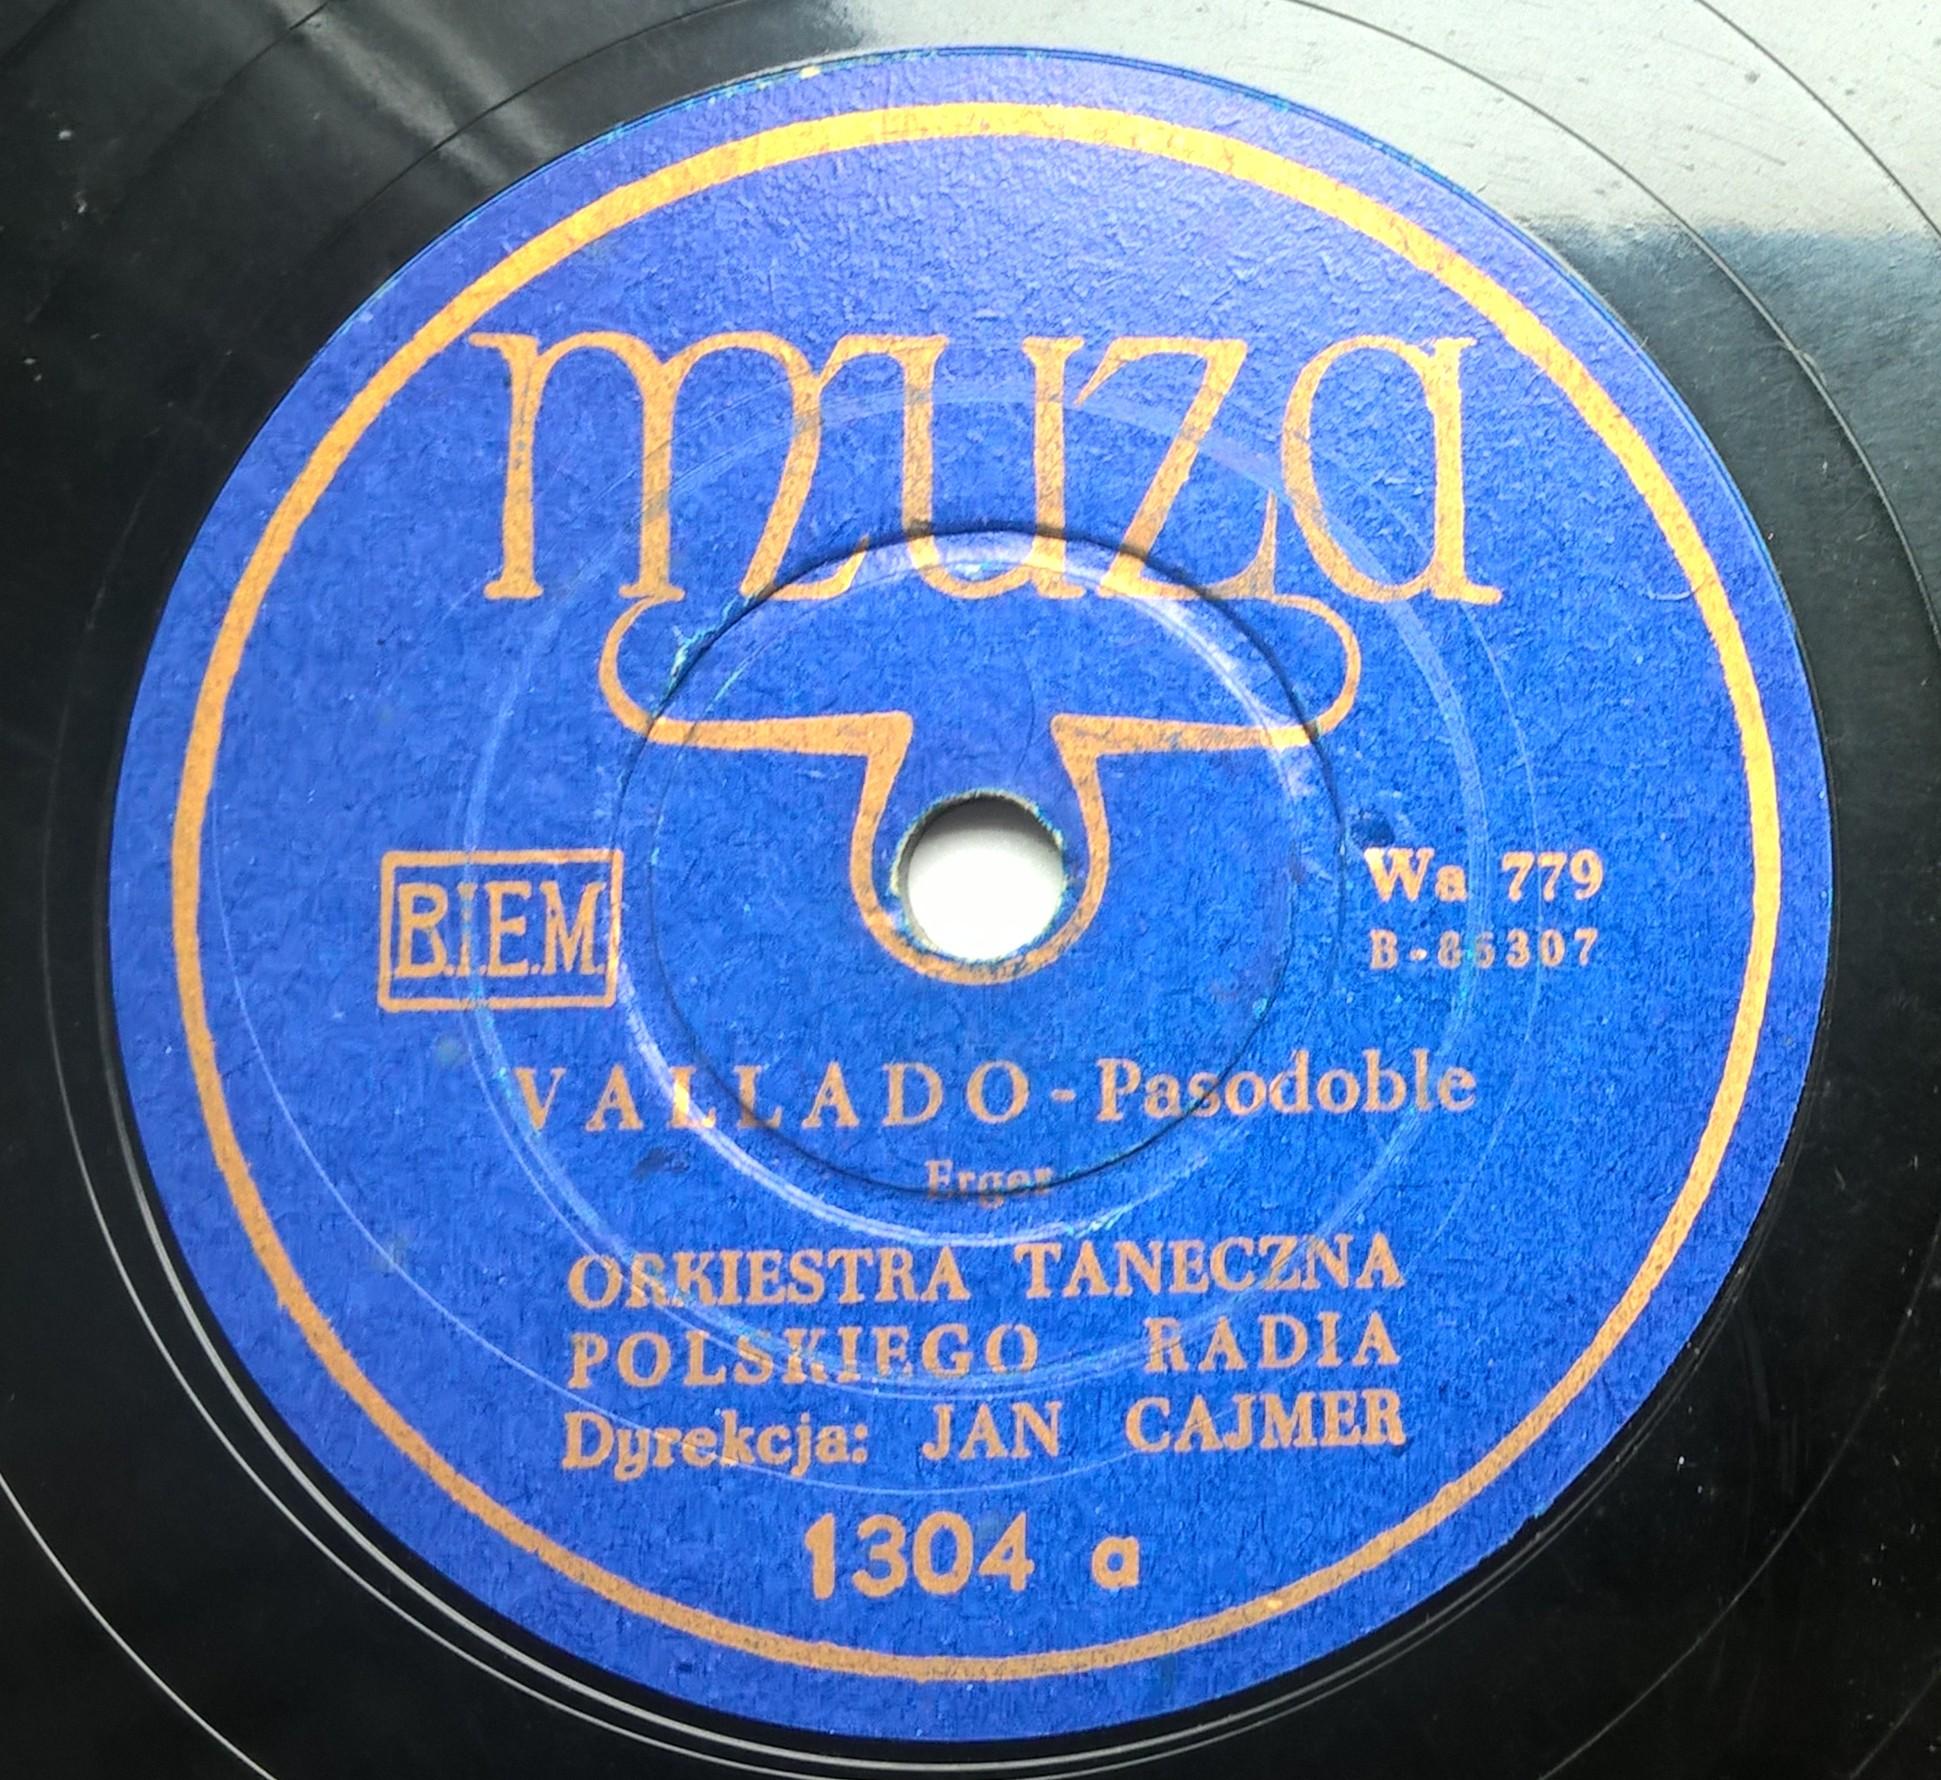 muza
B.I.E.M.
Wa 779
B-86307
VALLADO - Pasodoble
Erger
ORKIESTRA TANECZNA
POLSKIEGO RADIA
Dyrekcja: JAN CAJMER
1304 a